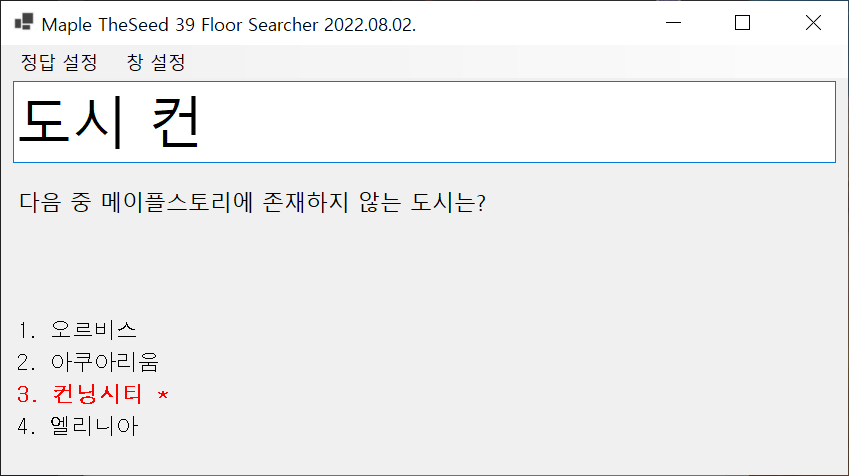 Maple TheSeed 39 Floor Searcher 2022.08.02.
정답 설정 창 설정
도시 컨
다음 중 메이플스토리에 존재하지 않는 도시는?
1. 오르비스
2. 아쿠아리움
3. 컨닝시티 *
4. 엘리니아